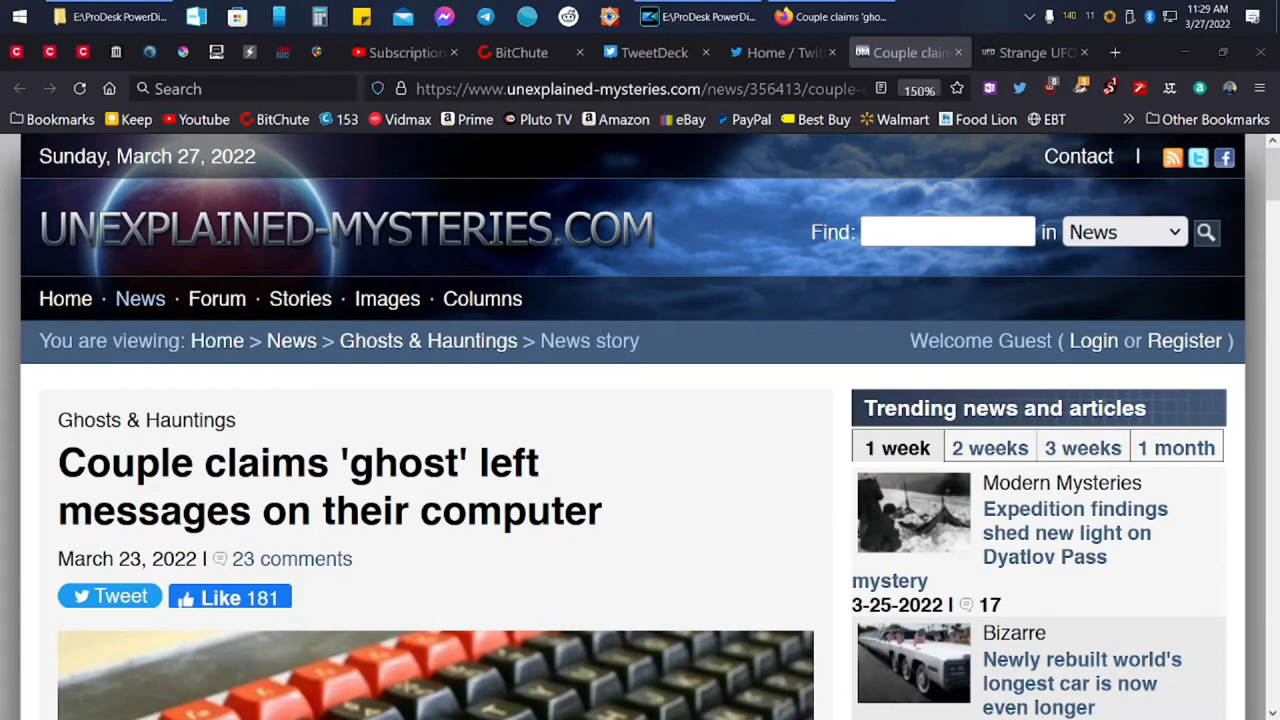 E:\ProDesk PowerDi...
E:\ProDesk PowerDi...
Couple claims 'gho...
140
11
11:29 AM
3/27/2022
Subscription
BitChute
TweetDeck
Home / Twit
Couple clain
Strange UFO
Search
https://www.unexplained-mysteries.com/news/356413/couple-
150%
Bookmarks
Keep
Youtube
BitChute
153
Vidmax
Prime
Pluto TV
Amazon
eBay
PayPal
Best Buy
Walmart
Food Lion
EBT
Other Bookmarks
Sunday, March 27, 2022
Contact |
UNEXPLAINED-MYSTERIES.COM
Find: in News
Home · News · Forum · Stories · Images · Columns
You are viewing: Home > News > Ghosts & Hauntings > News story
Welcome Guest ( Login or Register )
Ghosts & Hauntings
Couple claims 'ghost' left
messages on their computer
March 23, 2022 | 23 comments
Tweet
Like 181
Trending news and articles
1 week
2 weeks
3 weeks
1 month
Modern Mysteries
Expedition findings
shed new light on
Dyatlov Pass
mystery
3-25-2022 | 17
Bizarre
Newly rebuilt world's
longest car is now
even longer